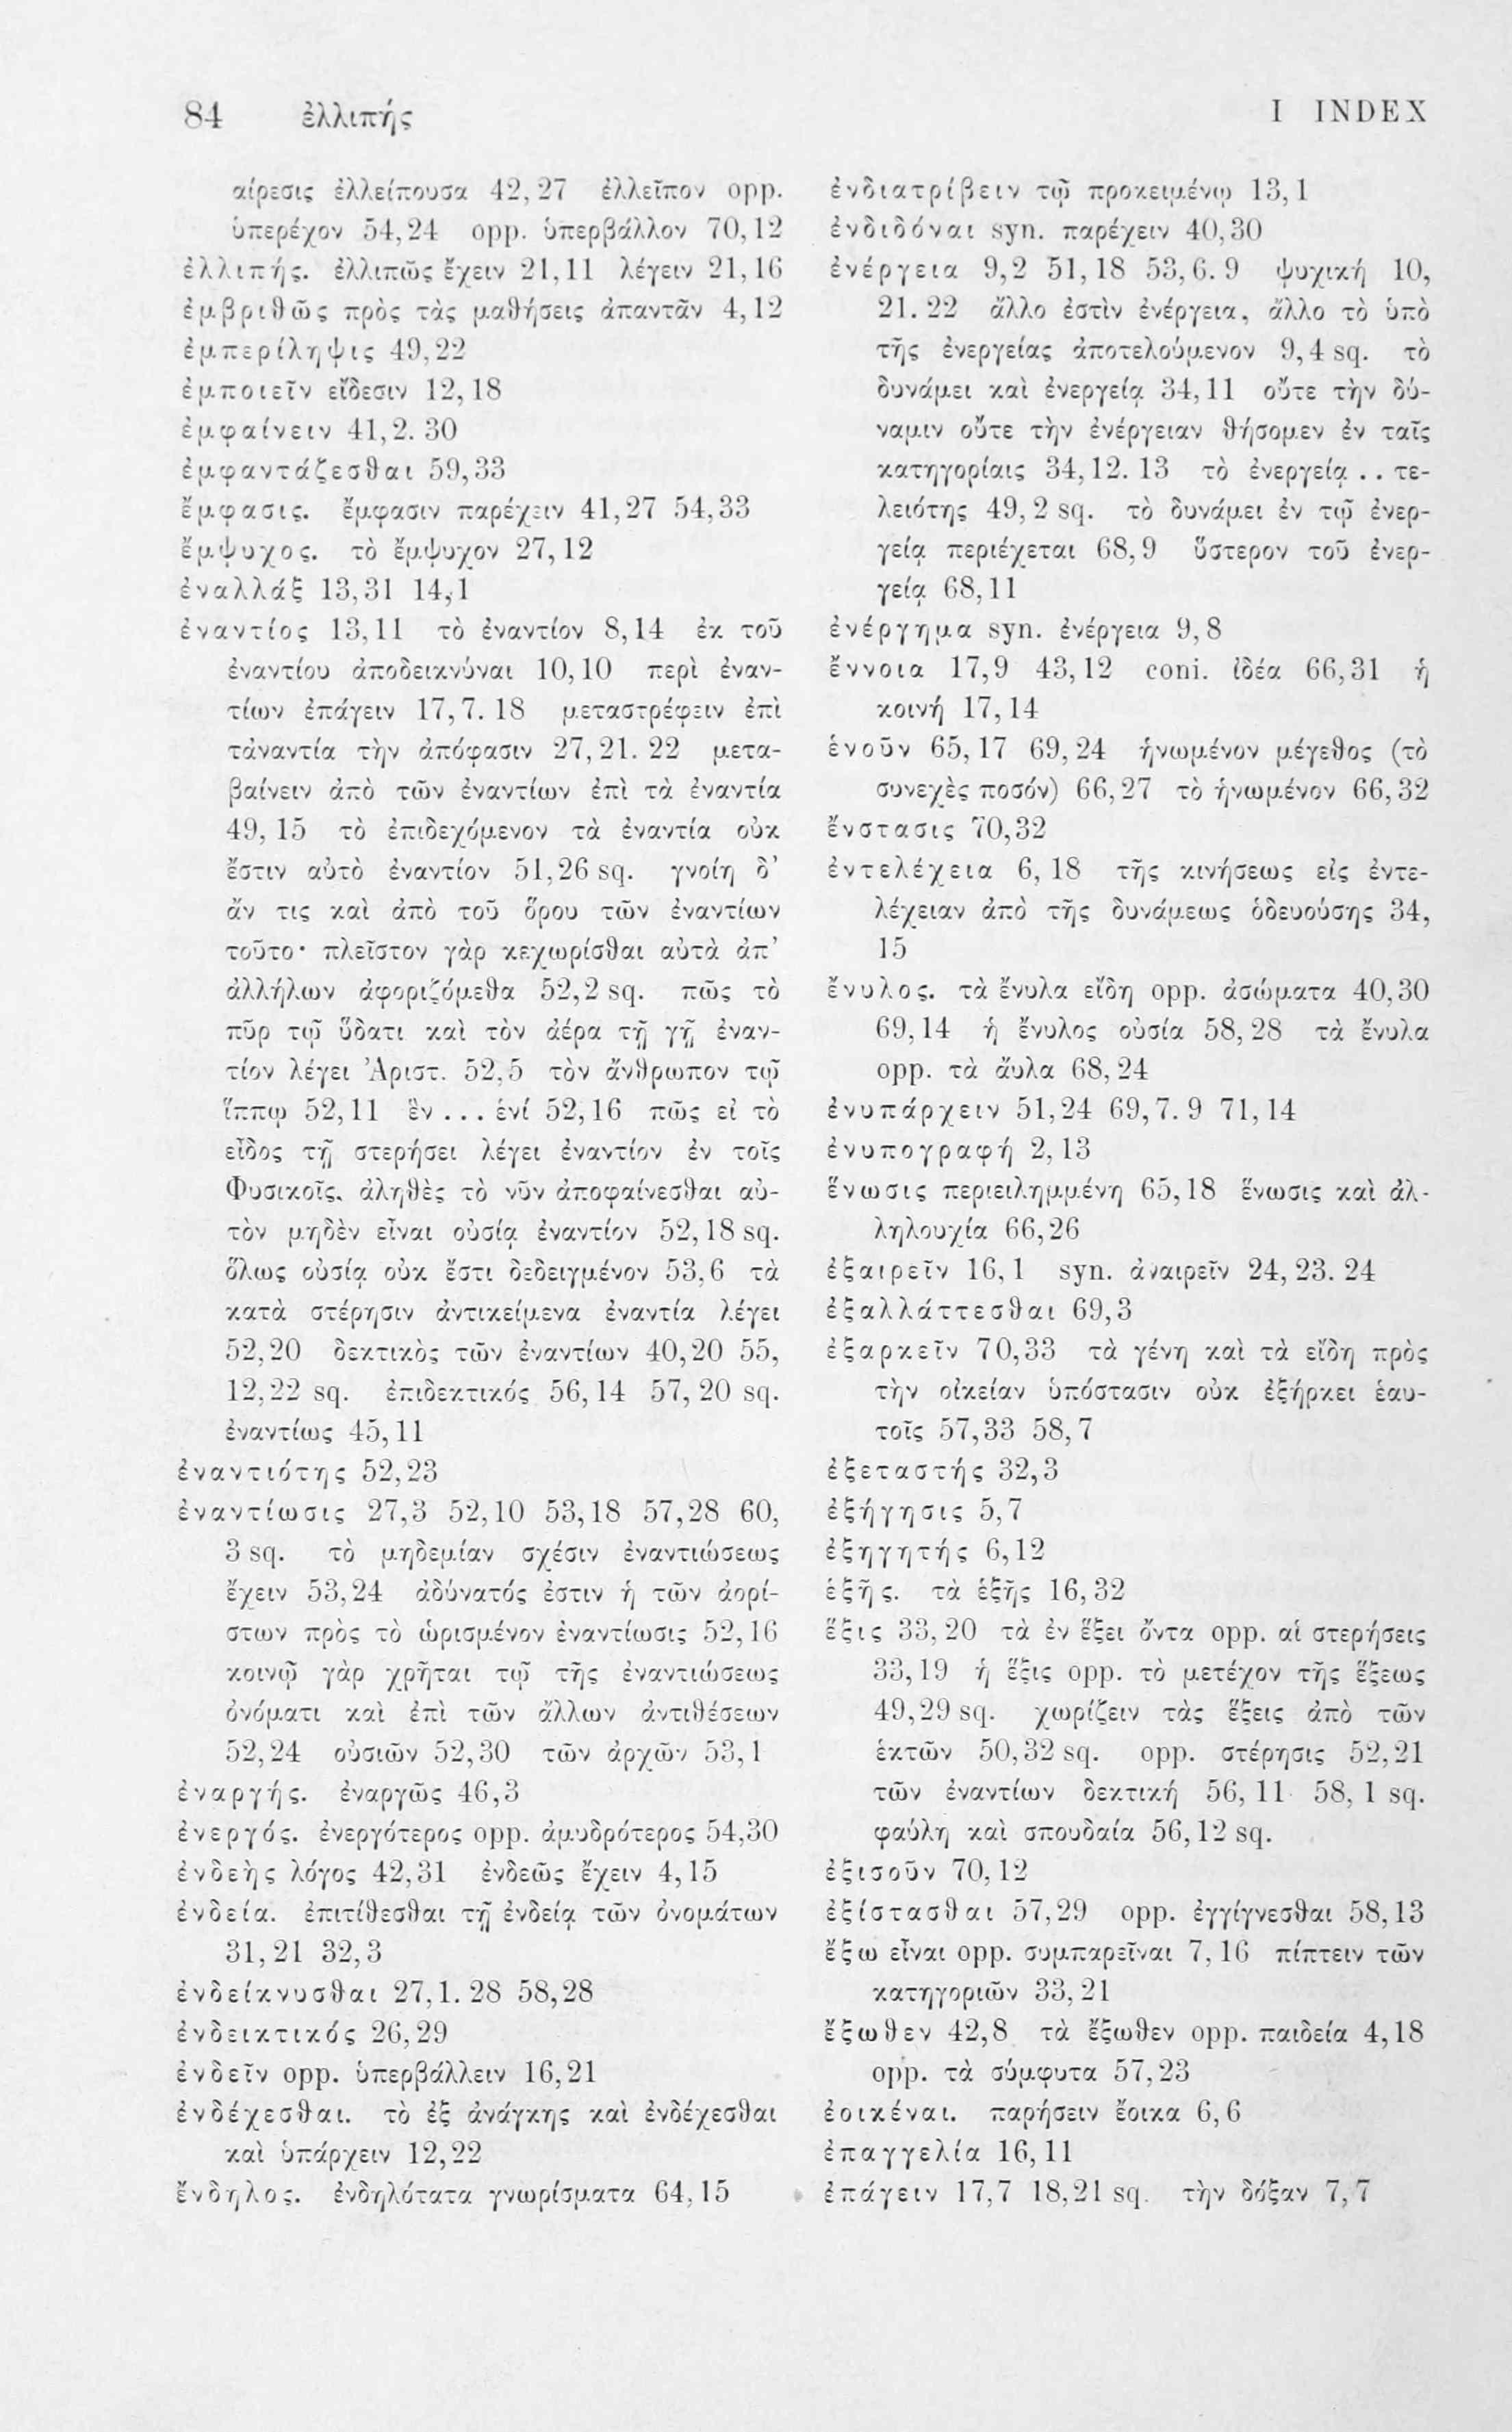 84 ἐλλιπής
I INDEX
αίρεσις ἐλλείπουσα 42,27 ἐλλεῖπον opp.
ὑπερέχον 54,24 opp. ὑπερβάλλον 70,12
ἐλλιπής. ἐλλιπῶς ἔχειν 21,11 λέγειν 21,16
ἐμβριθῶς πρὸς τὰς μαθήσεις ἀπαντᾶν 4,12
ἐμπερίληψις 49,22
ἐμποιεῖν εἴδεσιν 12,18
ἐμφαίνειν 41,2. 30
ἐμφαντάζεσθαι 59,33
ἔμφασις. ἔμφασιν παρέχειν 41,27 54,33
ἔμψυχος. τὸ ἔμψυχον 27,12
ἐναλλάξ 13,31 14,1
ἐναντίος 13,11 τὸ ἐναντίον 8,14 ἐκ τοῦ
ἐναντίου ἀποδεικνύναι 10,10 περὶ ἐναν-
τίων ἐπάγειν 17,7. 18 μεταστρέφειν ἐπὶ
τἀναντία τὴν ἀπόφασιν 27,21. 22 μετα-
βαίνειν ἀπὸ τῶν ἐναντίων ἐπὶ τὰ ἐναντία
49,15 τὸ ἐπιδεχόμενον τὰ ἐναντία οὐκ
ἔστιν αὐτὸ ἐναντίον 51,26 sq. γνοίη δ’
ἄν τις καὶ ἀπὸ τοῦ ὅρου τῶν ἐναντίων
τοῦτο· πλεῖστον γὰρ κεχωρίσθαι αὐτὰ ἀπ’
ἀλλήλων ἀφοριζόμεθα 52,2 sq. πῶς τὸ
πῦρ τῷ ὕδατι καὶ τὸν ἀέρα τῇ γῇ ἐναν-
τίον λέγει Ἀριστ. 52,5 τὸν ἄνθρωπον τῷ
ἵππῳ 52,11 ἓν . . . ἑνί 52,16 πῶς εἰ τὸ
εἶδος τῇ στερήσει λέγει ἐναντίον ἐν τοῖς
Φυσικοῖς, ἀληθὲς τὸ νῦν ἀποφαίνεσθαι αὐ-
τὸν μηδὲν εἶναι οὐσίᾳ ἐναντίον 52,18 sq.
ὅλως οὐσίᾳ οὐκ ἔστι δεδειγμένον 53,6 τὰ
κατὰ στέρησιν ἀντικείμενα ἐναντία λέγει
52,20 δεκτικὸς τῶν ἐναντίων 40,20 55,
12,22 sq. ἐπιδεκτικός 56,14 57,20 sq.
ἐναντίως 45,11
ἐναντιότης 52,23
ἐναντίωσις 27,3 52,10 53,18 57,28 60,
3 sq. τὸ μηδεμίαν σχέσιν ἐναντιώσεως
ἔχειν 53,24 ἀδύνατός ἐστιν ἡ τῶν ἀορί-
στων πρὸς τὸ ὡρισμένον ἐναντίωσις 52,16
κοινῷ γὰρ χρῆται τῷ τῆς ἐναντιώσεως
ὀνόματι καὶ ἐπὶ τῶν ἄλλων ἀντιθέσεων
52,24 οὐσιῶν 52,30 τῶν ἀρχῶν 53,1
ἐναργής. ἐναργῶς 46,3
ἐνεργός. ἐνεργότερος opp. ἀμυδρότερος 54,30
ἐνδεὴς λόγος 42,31 ἐνδεῶς ἔχειν 4,15
ἐνδεία. ἐπιτίθεσθαι τῇ ἐνδείᾳ τῶν ὀνομάτων
31,21 32,3
ἐνδείκνυσθαι 27,1. 28 58,28
ἐνδεικτικός 26,29
ἐνδεῖν opp. ὑπερβάλλειν 16,21
ἐνδέχεσθαι. τὸ ἐξ ἀνάγκης καὶ ἐνδέχεσθαι
καὶ ὑπάρχειν 12,22
ἔνδηλος. ἐνδηλότατα γνωρίσματα 64,15
ἐνδιατρίβειν τῷ προκειμένῳ 13,1
ἐνδιδόναι syn. παρέχειν 40,30
ἐνέργεια 9,2 51,18 53,6. 9 ψυχική 10,
21. 22 ἄλλο ἐστὶν ἐνέργεια, ἄλλο τὸ ὑπὸ
τῆς ἐνεργείας ἀποτελούμενον 9,4 sq. τὸ
δυνάμει καὶ ἐνεργείᾳ 34,11 οὔτε τὴν δύ-
ναμιν οὔτε τὴν ἐνέργειαν θήσομεν ἐν ταῖς
κατηγορίαις 34,12. 13 τὸ ἐνεργείᾳ . . τε-
λειότης 49,2 sq. τὸ δυνάμει ἐν τῷ ἐνερ-
γείᾳ περιέχεται 68,9 ὕστερον τοῦ ἐνερ-
γείᾳ 68,11
ἐνέργημα syn. ἐνέργεια 9,8
ἔννοια 17,9 43,12 coni. ἰδέα 66,31 ἡ
κοινή 17,14
ἑνοῦν 65,17 69,24 ἡνωμένον μέγεθος (τὸ
συνεχὲς ποσόν) 66,27 τὸ ἡνωμένον 66,32
ἔνστασις 70,32
ἐντελέχεια 6,18 τῆς κινήσεως εἰς ἐντε-
λέχειαν ἀπὸ τῆς δυνάμεως ὁδευούσης 34,
15
ἔνυλος. τὰ ἔνυλα εἴδη opp. ἀσώματα 40,30
69,14 ἡ ἔνυλος οὐσία 58,28 τὰ ἔνυλα
opp. τὰ ἄυλα 68,24
ἐνυπάρχειν 51,24 69,7. 9 71,14
ἐνυπογραφή 2,13
ἕνωσις περιειλημμένη 65,18 ἕνωσις καὶ ἀλ-
ληλουχία 66,26
ἐξαιρεῖν 16,1 syn. ἀναιρεῖν 24,23. 24
ἐξαλλάττεσθαι 69,3
ἐξαρκεῖν 70,33 τὰ γένη καὶ τὰ εἴδη πρὸς
τὴν οἰκείαν ὑπόστασιν οὐκ ἐξήρκει ἑαυ-
τοῖς 57,33 58,7
ἐξεταστής 32,3
ἐξήγησις 5,7
ἐξηγητής 6,12
ἑξῆς. τὰ ἑξῆς 16,32
ἕξις 33,20 τὰ ἐν ἕξει ὄντα opp. αἱ στερήσεις
33,19 ἡ ἕξις opp. τὸ μετέχον τῆς ἕξεως
49,29 sq. χωρίζειν τὰς ἕξεις ἀπὸ τῶν
ἑκτῶν 50,32 sq. opp. στέρησις 52,21
τῶν ἐναντίων δεκτική 56,11 58,1 sq.
φαύλη καὶ σπουδαία 56,12 sq.
ἐξισοῦν 70,12
ἐξίστασθαι 57,29 opp. ἐγγίγνεσθαι 58,13
ἔξω εἶναι opp. συμπαρεῖναι 7,16 πίπτειν τῶν
κατηγοριῶν 33,21
ἔξωθεν 42,8 τὰ ἔξωθεν opp. παιδεία 4,18
opp. τὰ σύμφυτα 57,23
ἐοικέναι. παρήσειν ἔοικα 6,6
ἐπαγγελία 16,11
ἐπάγειν 17,7 18,21 sq. τὴν δόξαν 7,7